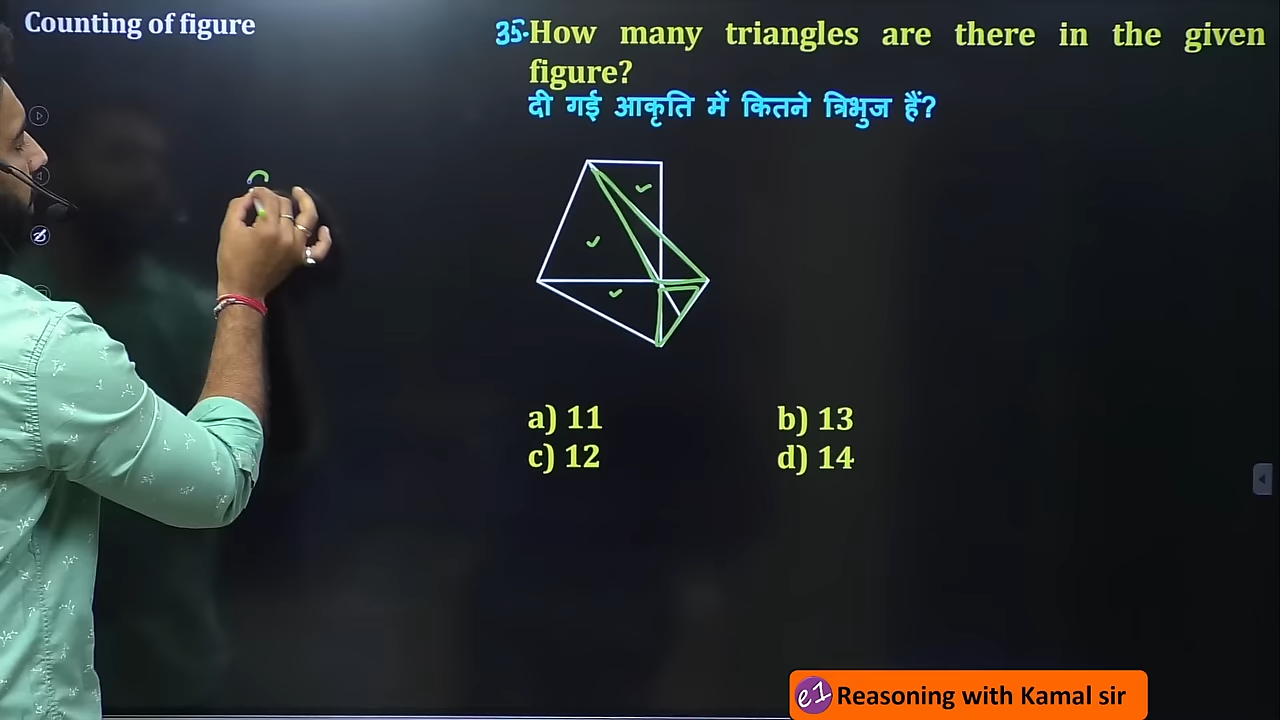 Counting of figure
35. How many triangles are there in the given
figure?
दी गई आकृति में कितने त्रिभुज हैं?
a) 11
b) 13
c) 12
d) 14
e1 Reasoning with Kamal sir